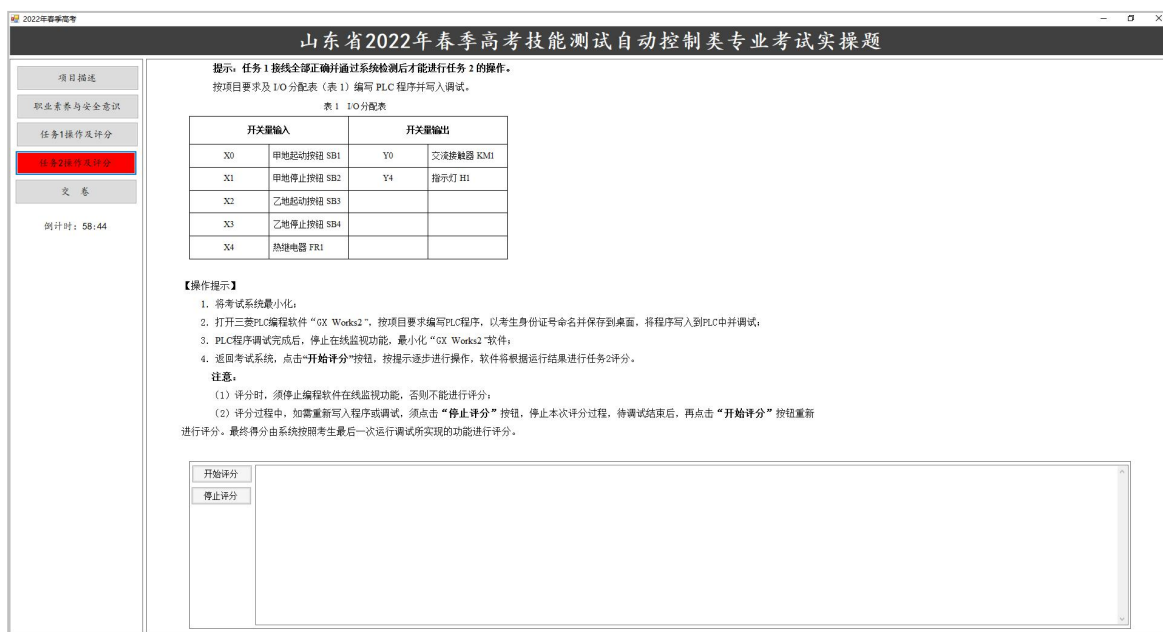 2022年春季高考
山东省2022年春季高考技能测试自动控制类专业考试实操题
项目描述
职业素养与安全意识
任务1操作及评分
任务2操作及评分
交 卷
倒计时：58:44
提示：任务 1 接线全部正确并通过系统检测后才能进行任务 2 的操作。
按项目要求及 I/O 分配表（表 1）编写 PLC 程序并写入调试。
表 1 I/O 分配表
开关量输入 开关量输出
X0 甲地起动按钮 SB1 Y0 交流接触器 KM1
X1 甲地停止按钮 SB2 Y4 指示灯 H1
X2 乙地起动按钮 SB3
X3 乙地停止按钮 SB4
X4 热继电器 FR1
【操作提示】
1. 将考试系统最小化；
2. 打开三菱PLC编程软件“GX Works2”，按项目要求编写PLC程序，以考生身份证号命名并保存到桌面，将程序写入到PLC中并调试；
3. PLC程序调试完成后，停止在线监视功能，最小化“GX Works2”软件；
4. 返回考试系统，点击“开始评分”按钮，按提示逐步进行操作，软件将根据运行结果进行任务2评分。
注意：
（1）评分时，须停止编程软件在线监视功能，否则不能进行评分；
（2）评分过程中，如需重新写入程序或调试，须点击“停止评分”按钮，停止本次评分过程，待调试结束后，再点击“开始评分”按钮重新
进行评分。最终得分由系统按照考生最后一次运行调试所实现的功能进行评分。
开始评分
停止评分